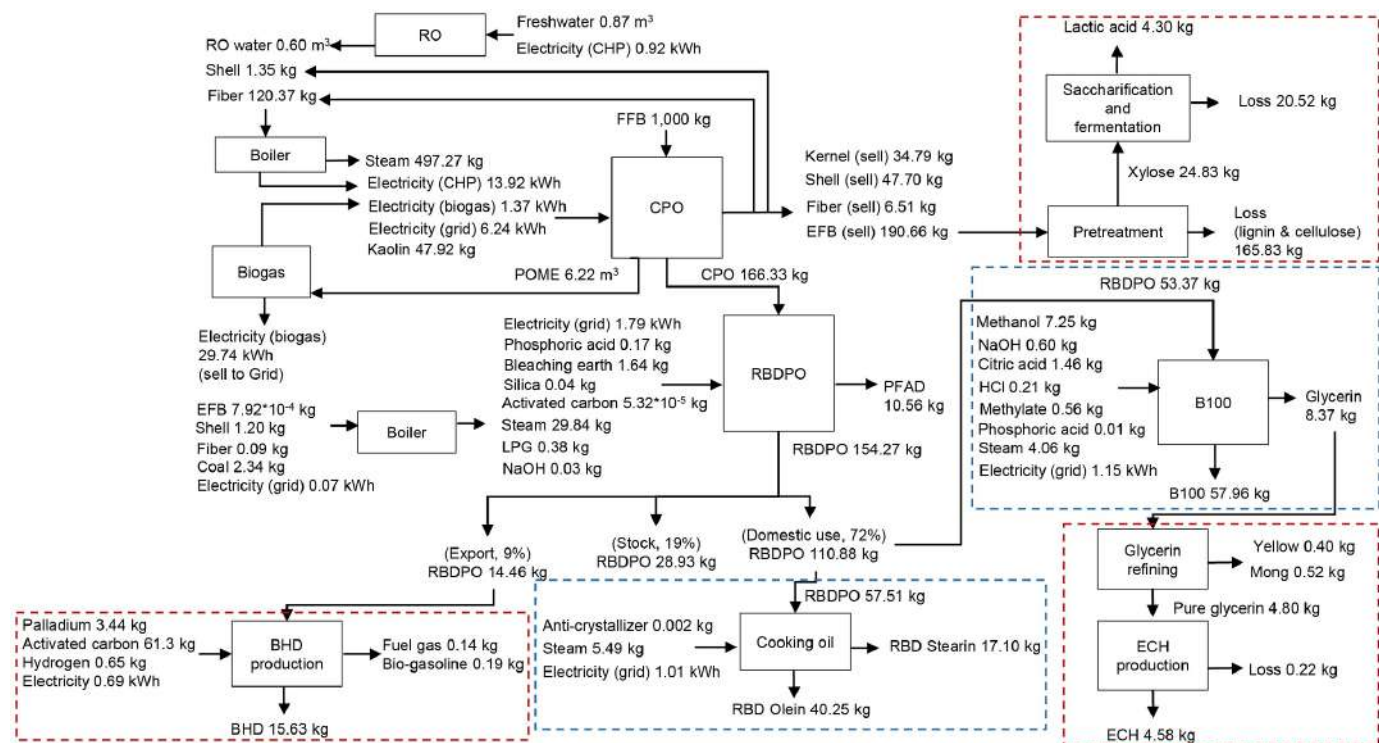 Freshwater 0.87 m³
RO
Electricity (CHP) 0.92 kWh
RO water 0.60 m³
Shell 1.35 kg
Fiber 120.37 kg
Boiler
Steam 497.27 kg
Electricity (CHP) 13.92 kWh
Electricity (biogas) 1.37 kWh
Electricity (grid) 6.24 kWh
Kaolin 47.92 kg
Biogas
POME 6.22 m³
Electricity (biogas)
29.74 kWh
(sell to Grid)
FFB 1,000 kg
CPO
Kernel (sell) 34.79 kg
Shell (sell) 47.70 kg
Fiber (sell) 6.51 kg
EFB (sell) 190.66 kg
CPO 166.33 kg
Lactic acid 4.30 kg
Saccharification
and
fermentation
Loss 20.52 kg
Xylose 24.83 kg
Pretreatment
Loss
(lignin & cellulose)
165.83 kg
EFB 7.92*10⁻⁴ kg
Shell 1.20 kg
Fiber 0.09 kg
Coal 2.34 kg
Electricity (grid) 0.07 kWh
Boiler
Electricity (grid) 1.79 kWh
Phosphoric acid 0.17 kg
Bleaching earth 1.64 kg
Silica 0.04 kg
Activated carbon 5.32*10⁻⁵ kg
Steam 29.84 kg
LPG 0.38 kg
NaOH 0.03 kg
RBDPO
PFAD
10.56 kg
RBDPO 154.27 kg
RBDPO 53.37 kg
Methanol 7.25 kg
NaOH 0.60 kg
Citric acid 1.46 kg
HCl 0.21 kg
Methylate 0.56 kg
Phosphoric acid 0.01 kg
Steam 4.06 kg
Electricity (grid) 1.15 kWh
B100
Glycerin
8.37 kg
B100 57.96 kg
(Export, 9%)
RBDPO 14.46 kg
(Stock, 19%)
RBDPO 28.93 kg
(Domestic use, 72%)
RBDPO 110.88 kg
RBDPO 57.51 kg
Palladium 3.44 kg
Activated carbon 61.3 kg
Hydrogen 0.65 kg
Electricity 0.69 kWh
BHD
production
Fuel gas 0.14 kg
Bio-gasoline 0.19 kg
BHD 15.63 kg
Anti-crystallizer 0.002 kg
Steam 5.49 kg
Electricity (grid) 1.01 kWh
Cooking oil
RBD Stearin 17.10 kg
RBD Olein 40.25 kg
Glycerin
refining
Yellow 0.40 kg
Mong 0.52 kg
Pure glycerin 4.80 kg
ECH
production
Loss 0.22 kg
ECH 4.58 kg